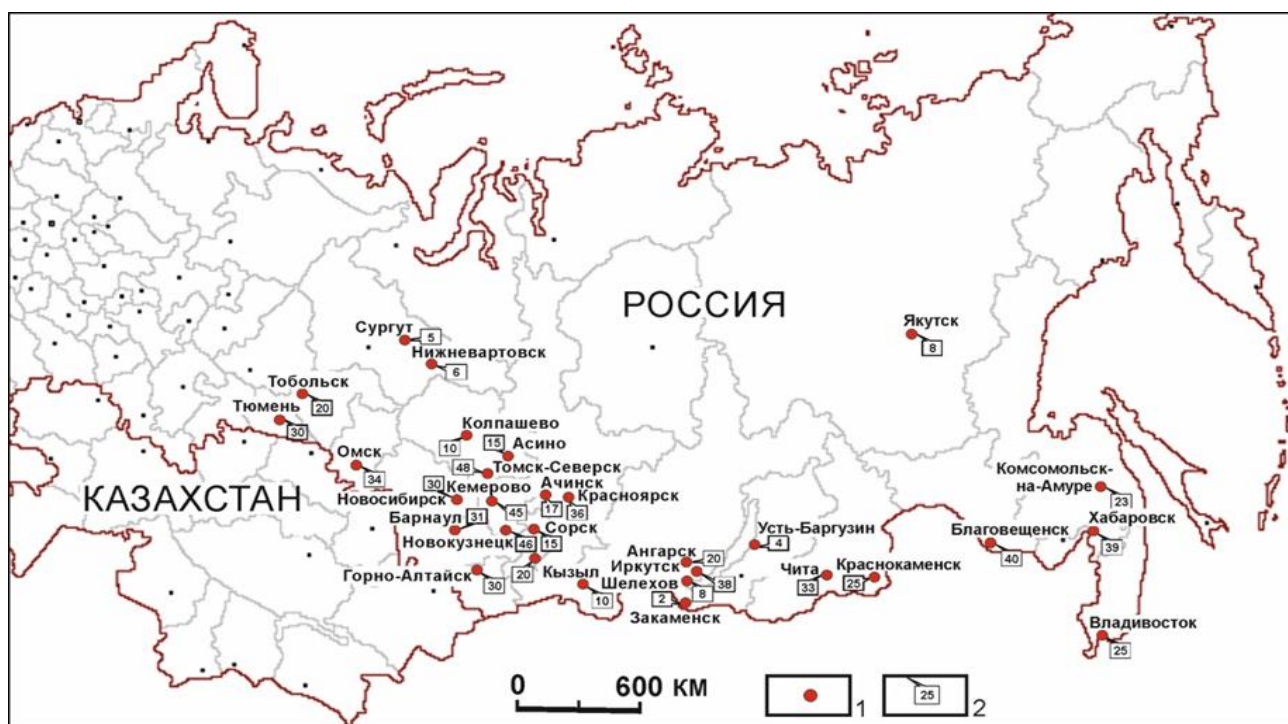 РОССИЯ
КАЗАХСТАН
Сургут
5
Нижневартовск
6
Якутск
8
Тобольск
20
Тюмень
30
Колпашево
10
15
Асино
Омск
34
48
Томск-Северск
30
Кемерово
Ачинск
Новосибирск
45
17
36
Красноярск
Барнаул
31
Сорск
Новокузнецк
46
15
Горно-Алтайск
30
20
Кызыл
10
Ангарск
20
Иркутск
38
Шелехов
8
2
Закаменск
Усть-Баргузин
4
Чита
33
Краснокаменск
25
Благовещенск
40
Комсомольск-
на-Амуре
23
Хабаровск
39
Владивосток
25
0 600 КМ
1
25
2